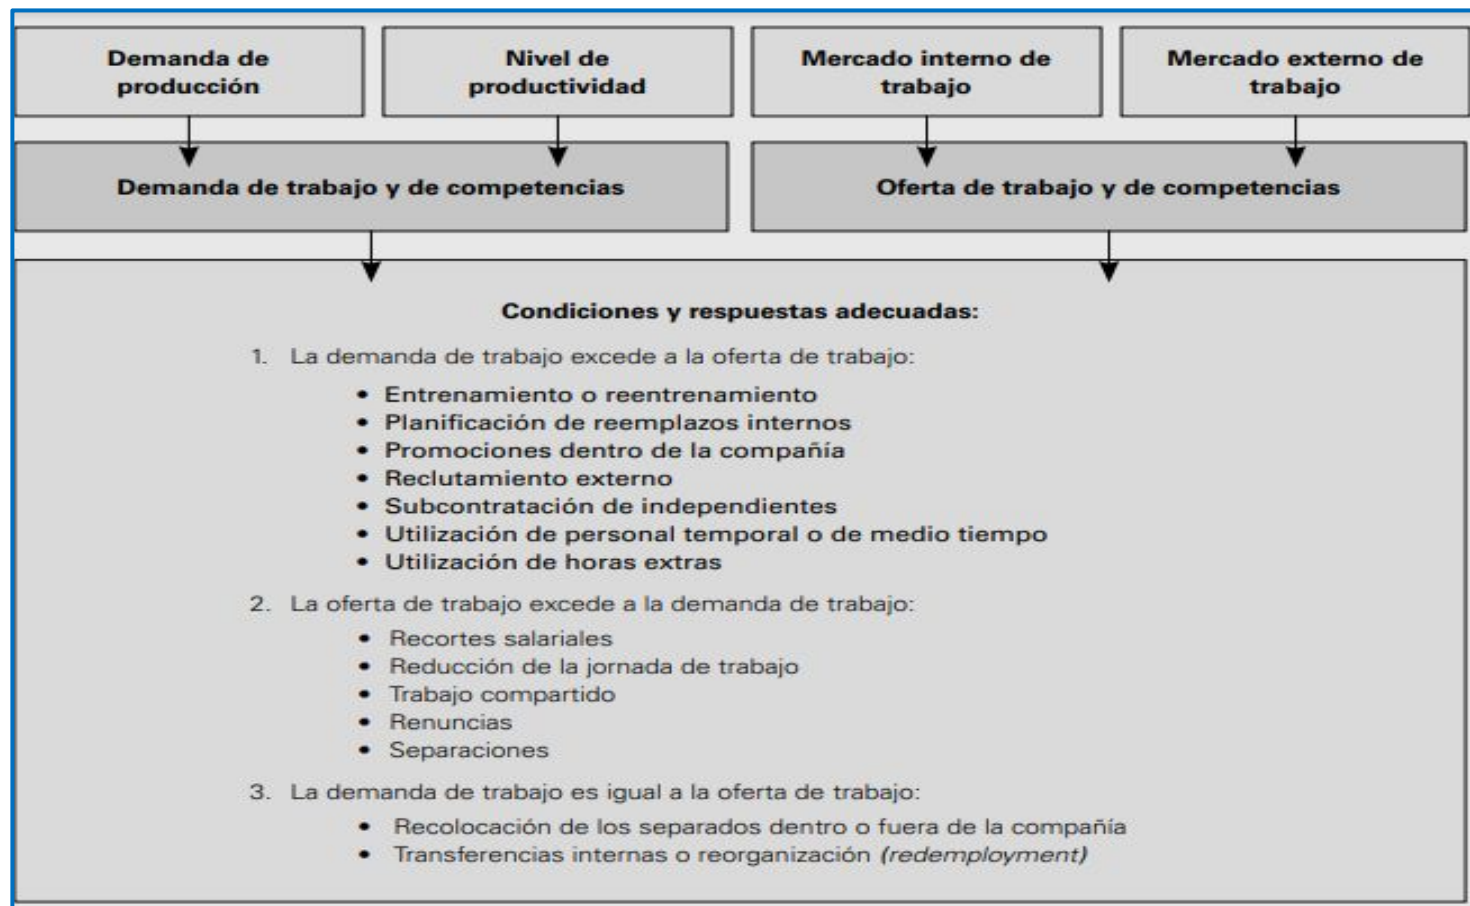 Demanda de
producción
Nivel de
productividad
Mercado interno de
trabajo
Mercado externo de
trabajo
Demanda de trabajo y de competencias
Oferta de trabajo y de competencias
Condiciones y respuestas adecuadas:
1. La demanda de trabajo excede a la oferta de trabajo:
• Entrenamiento o reentrenamiento
• Planificación de reemplazos internos
• Promociones dentro de la compañía
• Reclutamiento externo
• Subcontratación de independientes
• Utilización de personal temporal o de medio tiempo
• Utilización de horas extras
2. La oferta de trabajo excede a la demanda de trabajo:
• Recortes salariales
• Reducción de la jornada de trabajo
• Trabajo compartido
• Renuncias
• Separaciones
3. La demanda de trabajo es igual a la oferta de trabajo:
• Recolocación de los separados dentro o fuera de la compañía
• Transferencias internas o reorganización (redemployment)